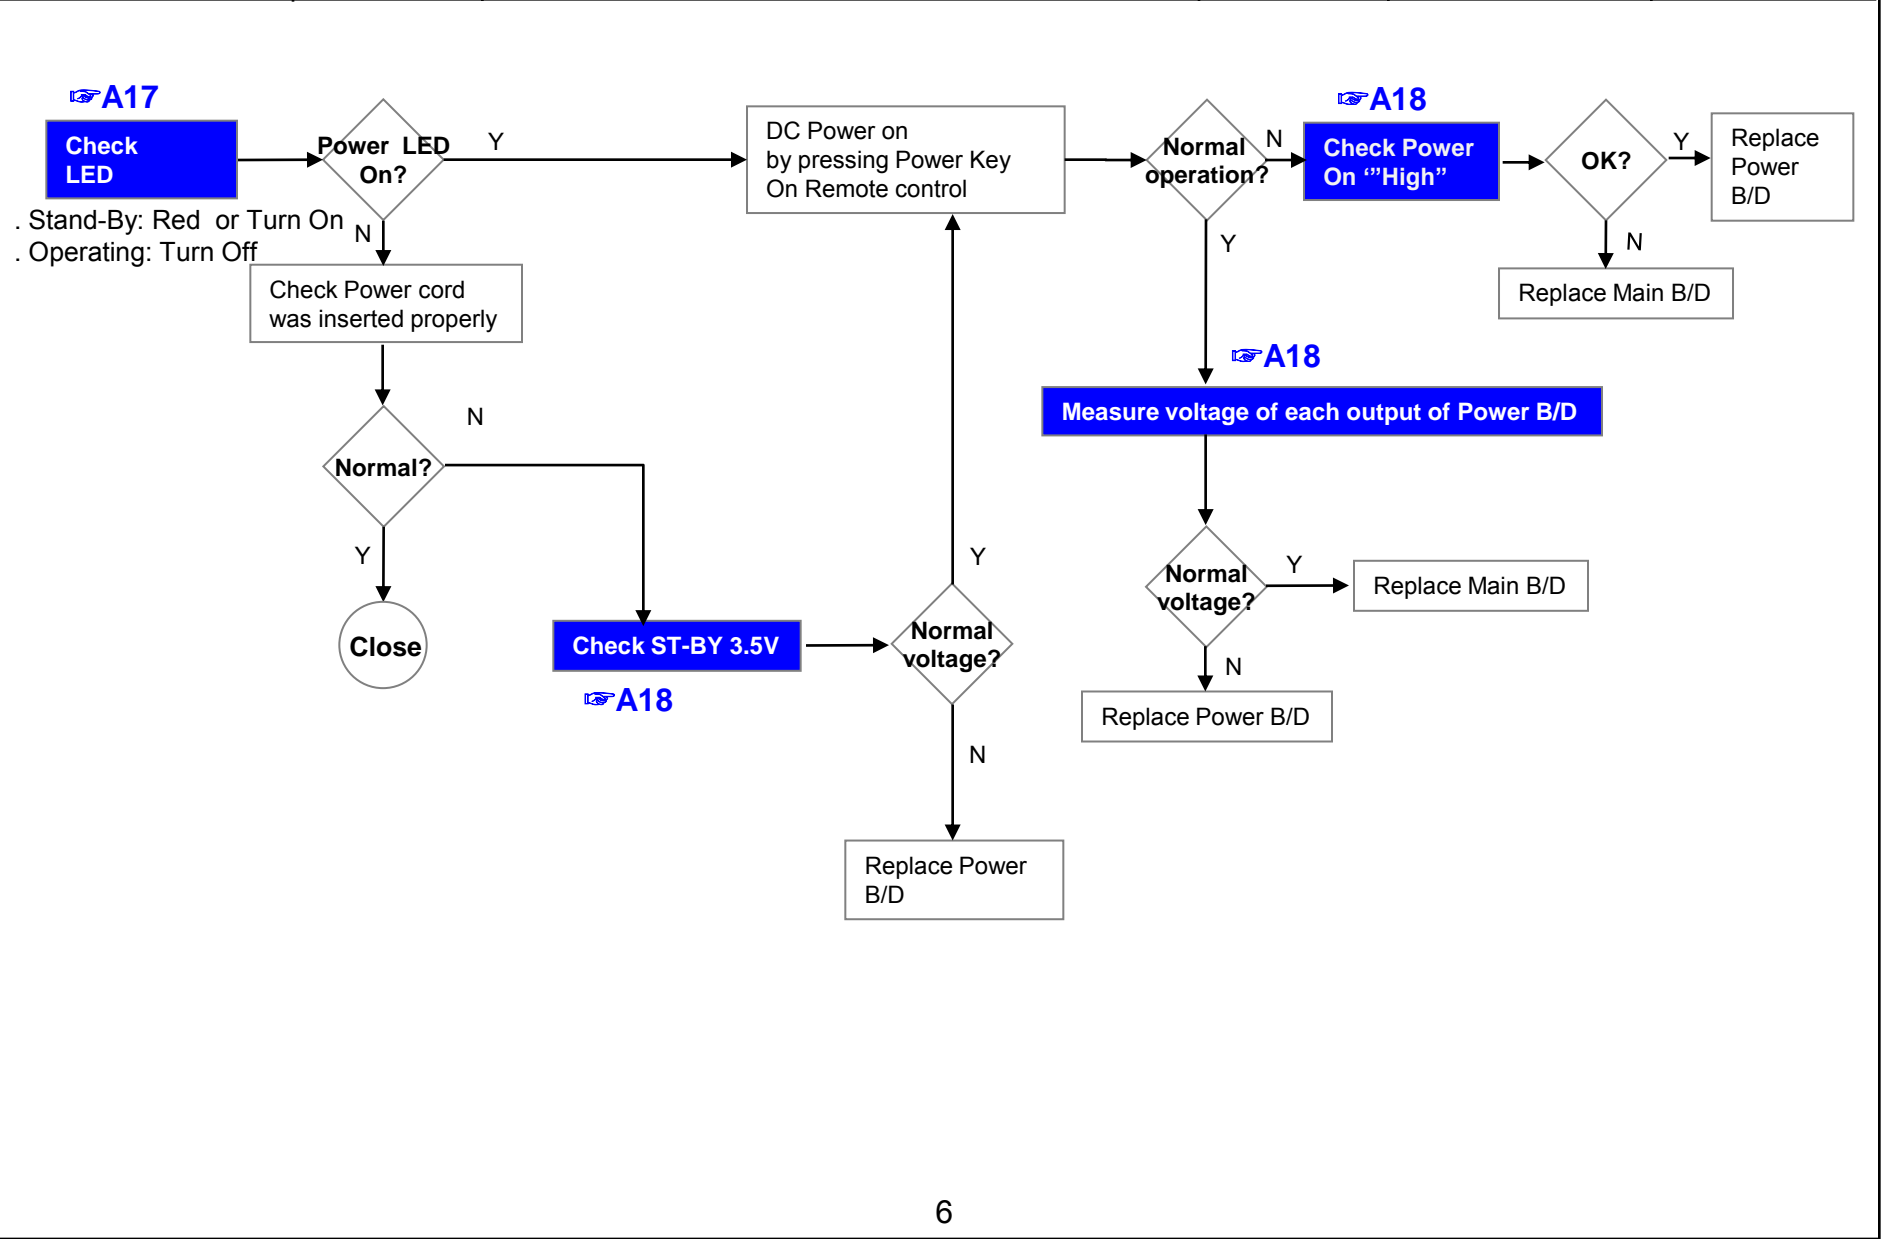 ☞A17
Check
LED
. Stand-By: Red or Turn On
. Operating: Turn Off
Power LED
On?
Y
N
Check Power cord
was inserted properly
Normal?
N
Y
Close
Check ST-BY 3.5V
☞A18
Normal
voltage?
Y
N
Replace Power
B/D
DC Power on
by pressing Power Key
On Remote control
Normal
operation?
N
Y
☞A18
Check Power
On ‘”High”
OK?
Y
Replace
Power
B/D
N
Replace Main B/D
☞A18
Measure voltage of each output of Power B/D
Normal
voltage?
Y
Replace Main B/D
N
Replace Power B/D
6